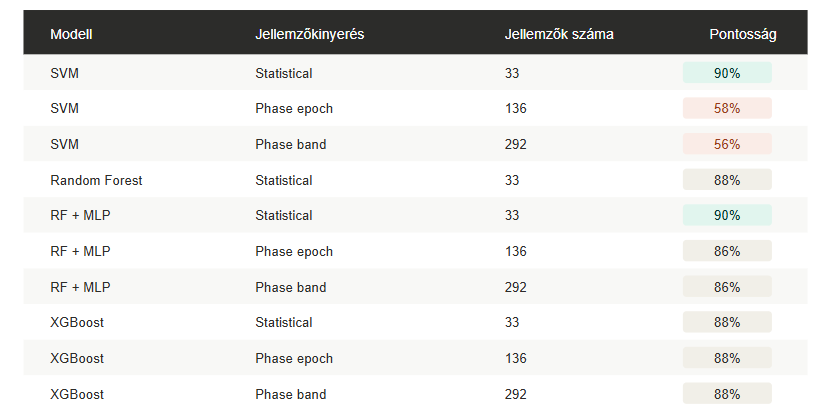 Modell Jellemzőkinyerés Jellemzők száma Pontosság
SVM Statistical 33 90%
SVM Phase epoch 136 58%
SVM Phase band 292 56%
Random Forest Statistical 33 88%
RF + MLP Statistical 33 90%
RF + MLP Phase epoch 136 86%
RF + MLP Phase band 292 86%
XGBoost Statistical 33 88%
XGBoost Phase epoch 136 88%
XGBoost Phase band 292 88%